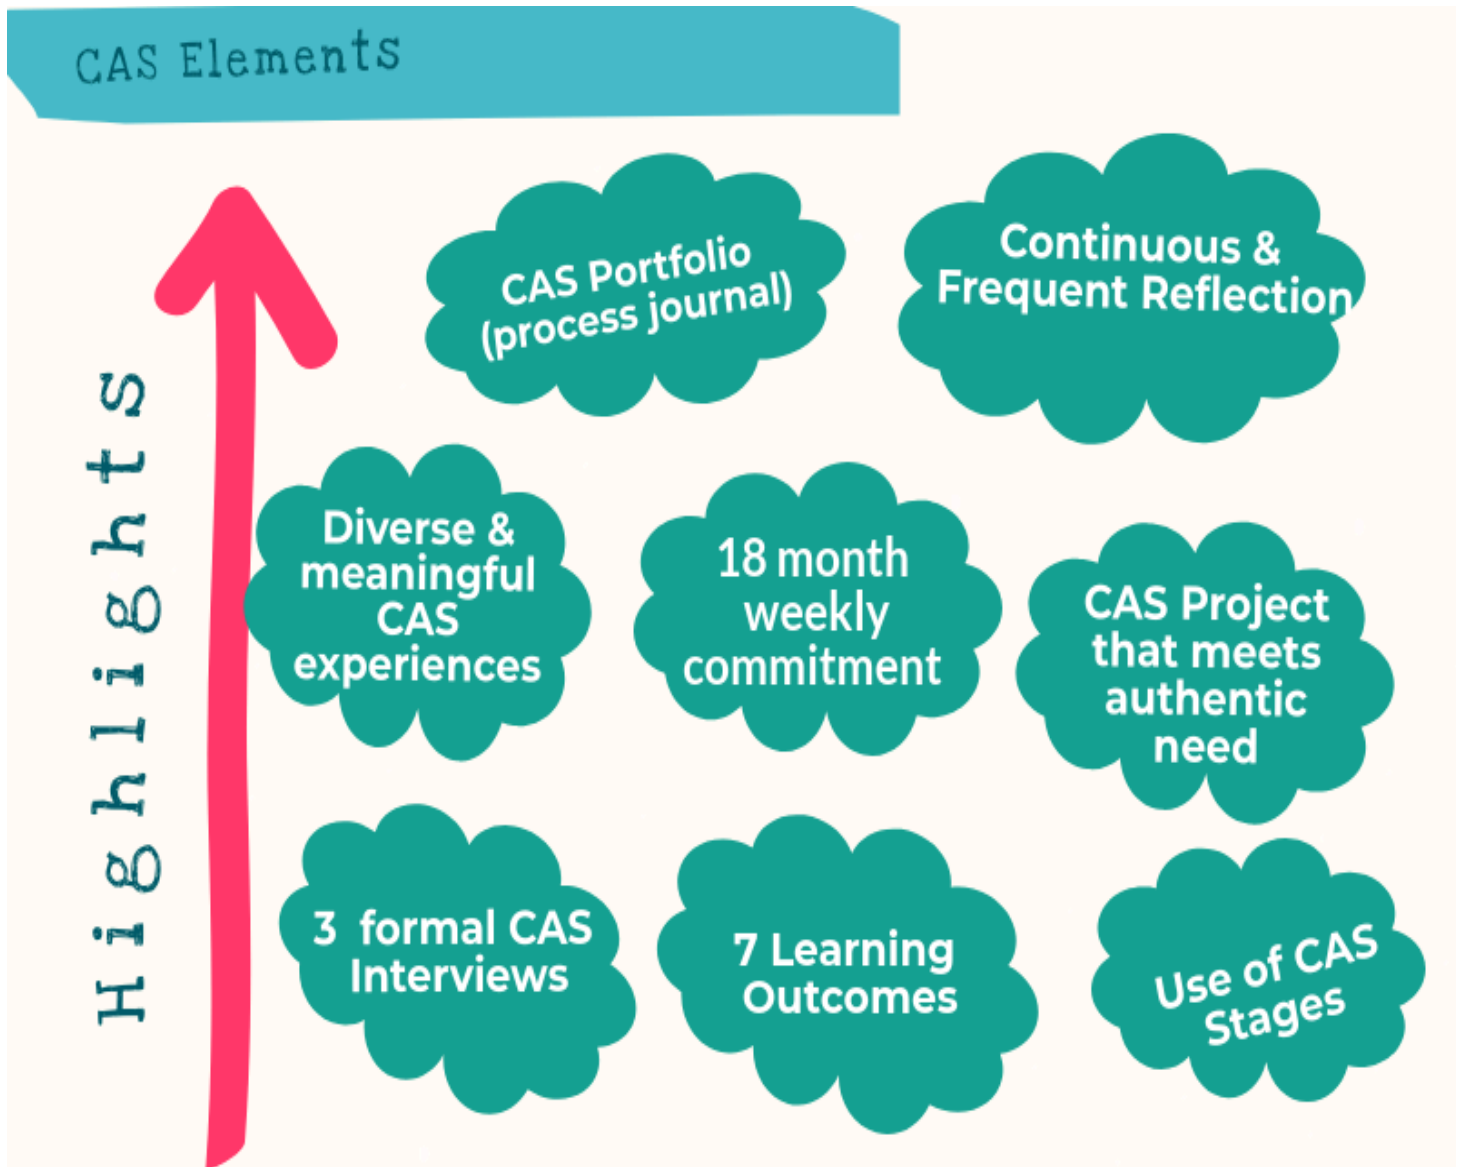 CAS Elements
Highlights
CAS Portfolio
(process journal)
Continuous &
Frequent Reflection
Diverse &
meaningful
CAS
experiences
18 month
weekly
commitment
CAS Project
that meets
authentic
need
3 formal CAS
Interviews
7 Learning
Outcomes
Use of CAS
Stages